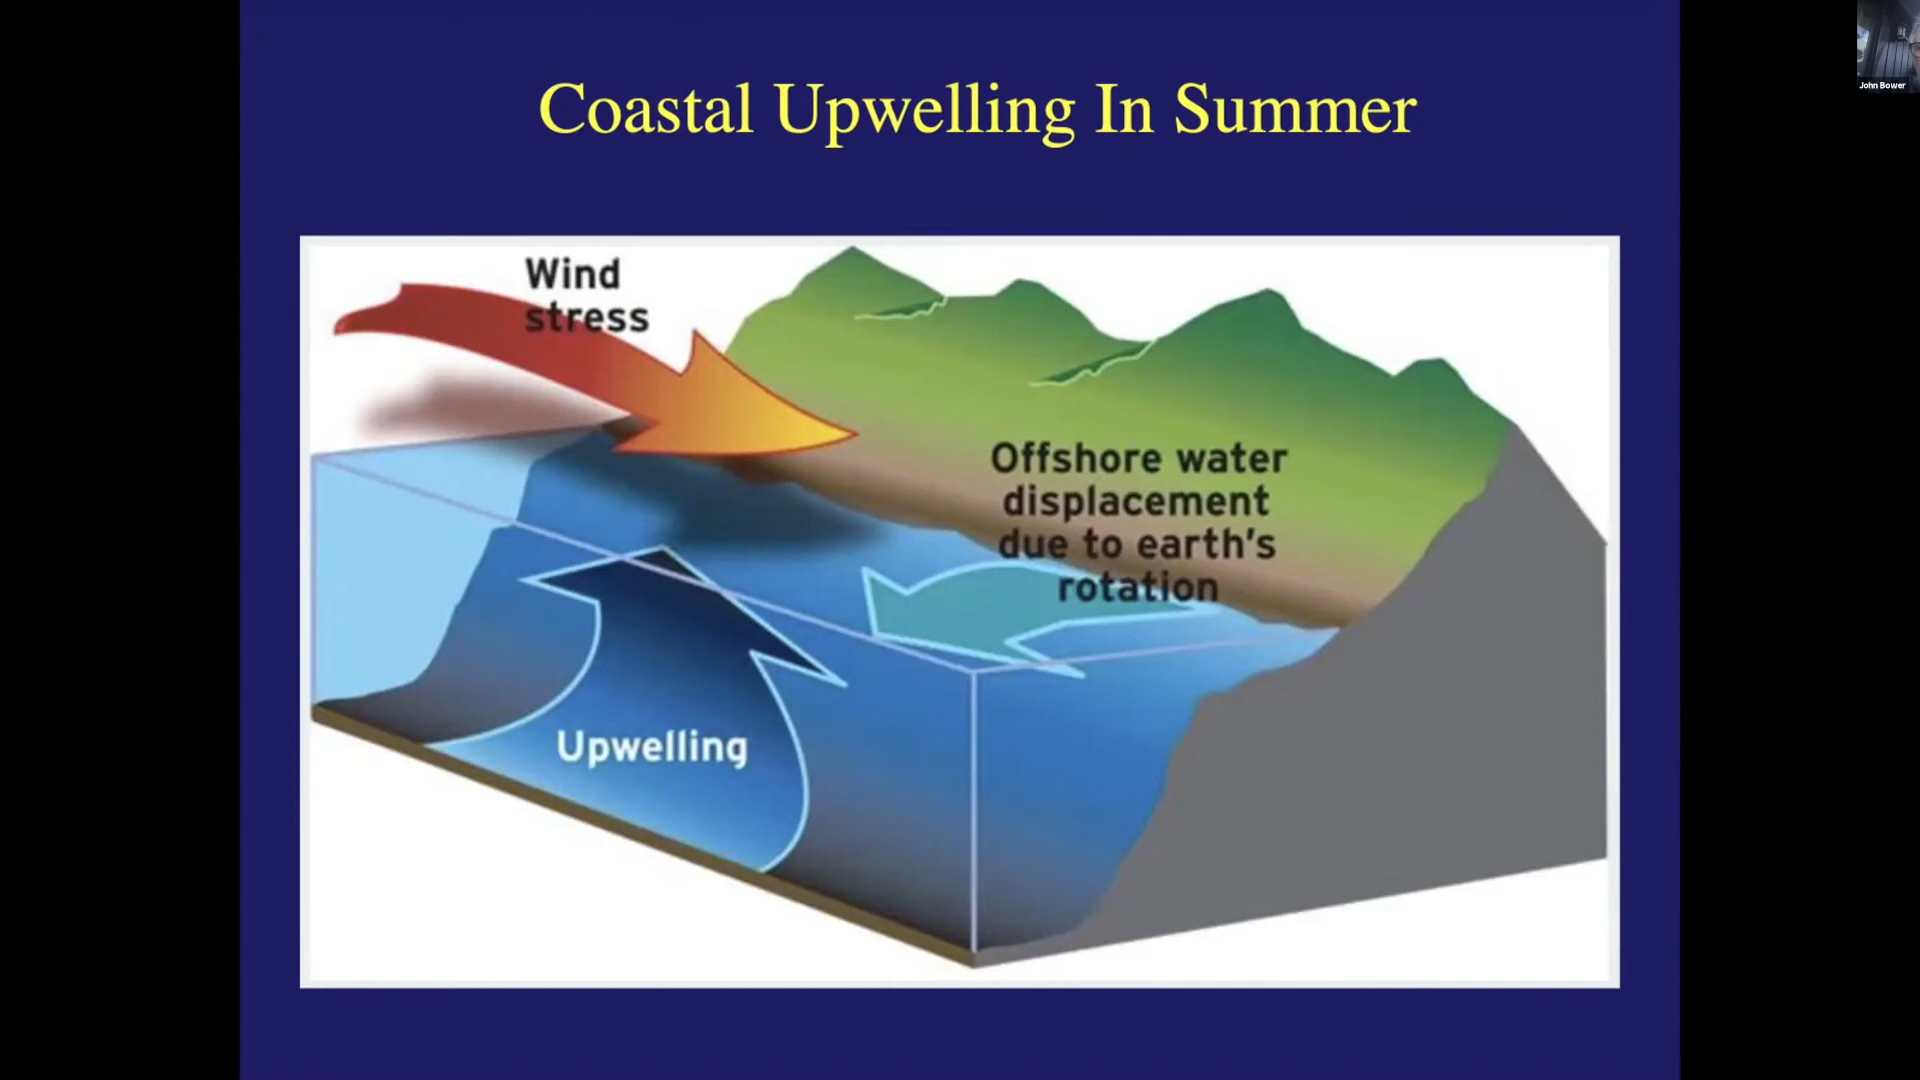 Coastal Upwelling In Summer
Wind
stress
Offshore water
displacement
due to earth's
rotation
Upwelling
John Bower